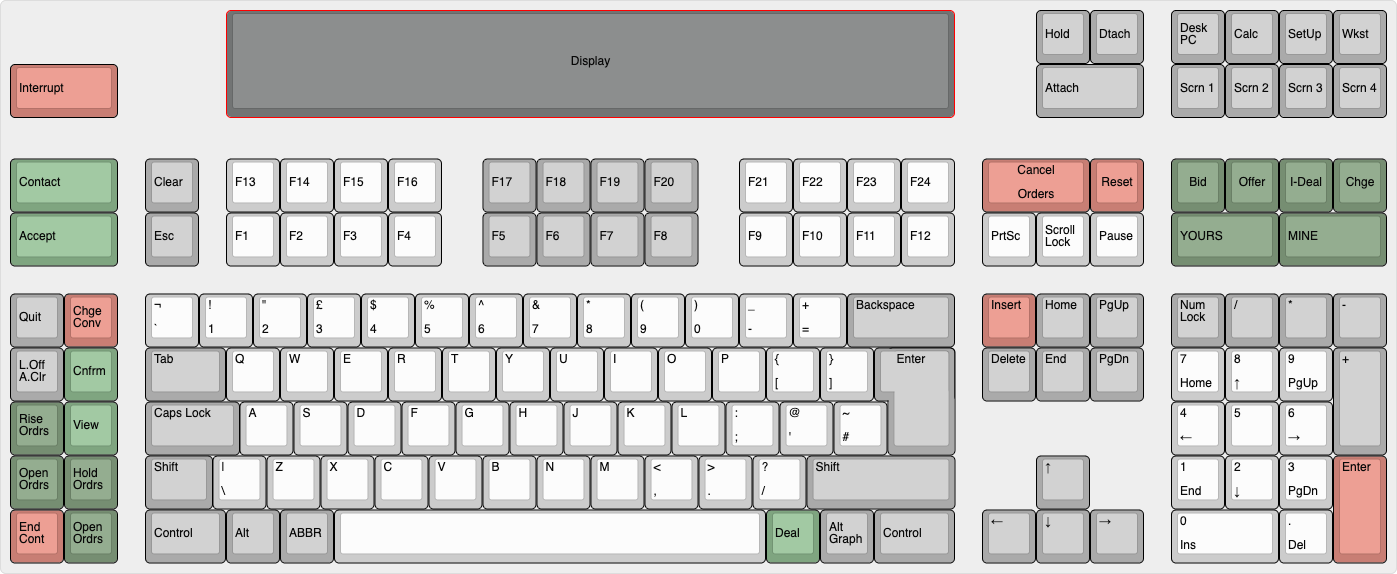 Display
Hold Dtach
Desk PC Calc SetUp Wkst
Interrupt
Attach
Scrn 1 Scrn 2 Scrn 3 Scrn 4
Contact
Clear
F13 F14 F15 F16
F17 F18 F19 F20
F21 F22 F23 F24
Cancel
Orders
Reset
Bid Offer I-Deal Chge
Accept
Esc
F1 F2 F3 F4
F5 F6 F7 F8
F9 F10 F11 F12
PrtSc
Scroll
Lock
Pause
YOURS MINE
Quit
Chge
Conv
¬ ! " £ $ % ^ & * ( ) _ + Backspace
` 1 2 3 4 5 6 7 8 9 0 - =
Insert Home PgUp
Num
Lock
/ * -
L.Off
A.Clr
Cnfrm
Tab Q W E R T Y U I O P { } Enter
[ ]
Delete End PgDn
7 8 9 +
Home ↑ PgUp
Rise
Ordrs
View
Caps Lock A S D F G H J K L : @ ~
; ' #
4 5 6
← →
Open
Ordrs
Hold
Ordrs
Shift | Z X C V B N M < > ? Shift
\ , . /
↑
1 2 3 Enter
End ↓ PgDn
End
Cont
Open
Ordrs
Control Alt ABBR Deal
Alt
Graph
Control
← ↓ →
0 .
Ins Del